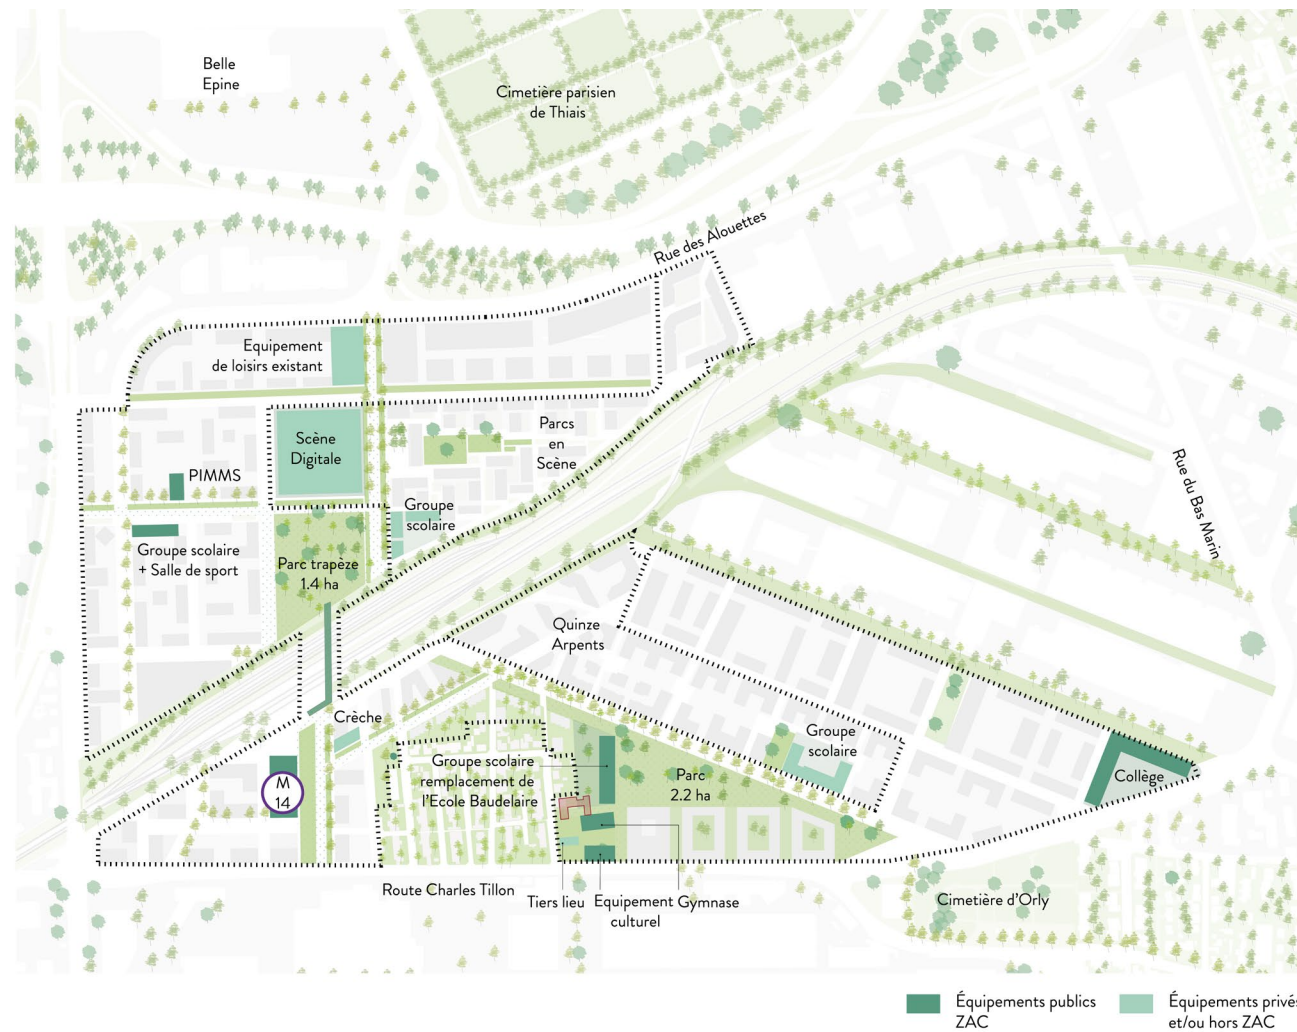 Belle
Epine
Cimetière parisien
de Thiais
Rue des Alouettes
Equipement
de loisirs existant
Scène
Digitale
Parcs
en
Scène
PIMMS
Groupe
scolaire
Groupe scolaire
+ Salle de sport
Parc trapèze
1.4 ha
Rue du Bas Marin
Quinze
Arpents
Crèche
Groupe
scolaire
Groupe scolaire
remplacement de
l'Ecole Baudelaire
Parc
2.2 ha
Collège
M
14
Route Charles Tillon
Tiers lieu
Equipement
culturel
Gymnase
Cimetière d'Orly
Équipements publics
ZAC
Équipements privés
et/ou hors ZAC